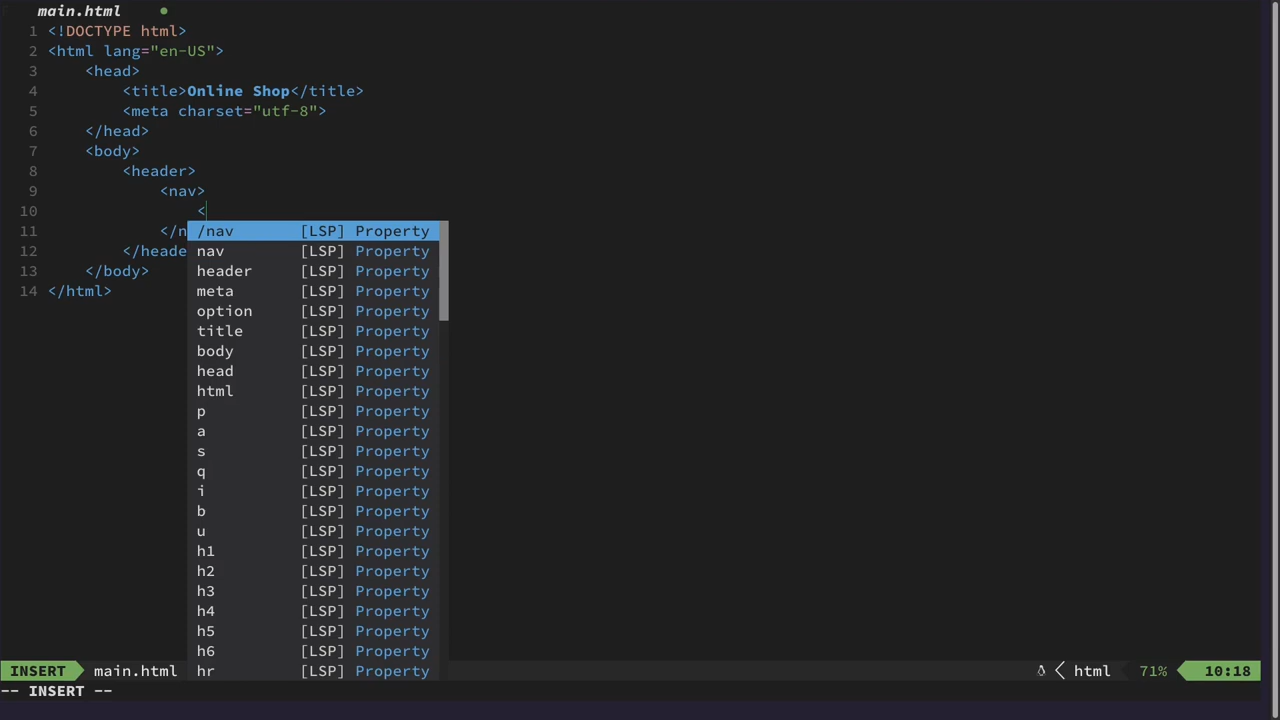 main.html
1 <!DOCTYPE html>
2 <html lang="en-US">
3 <head>
4 <title>Online Shop</title>
5 <meta charset="utf-8">
6 </head>
7 <body>
8 <header>
9 <nav>
10 <
11 </n
12 </heade
13 </body>
14 </html>
/nav [LSP] Property
nav [LSP] Property
header [LSP] Property
meta [LSP] Property
option [LSP] Property
title [LSP] Property
body [LSP] Property
head [LSP] Property
html [LSP] Property
p [LSP] Property
a [LSP] Property
s [LSP] Property
q [LSP] Property
i [LSP] Property
b [LSP] Property
u [LSP] Property
h1 [LSP] Property
h2 [LSP] Property
h3 [LSP] Property
h4 [LSP] Property
h5 [LSP] Property
h6 [LSP] Property
hr [LSP] Property
INSERT main.html html 71% 10:18
-- INSERT --